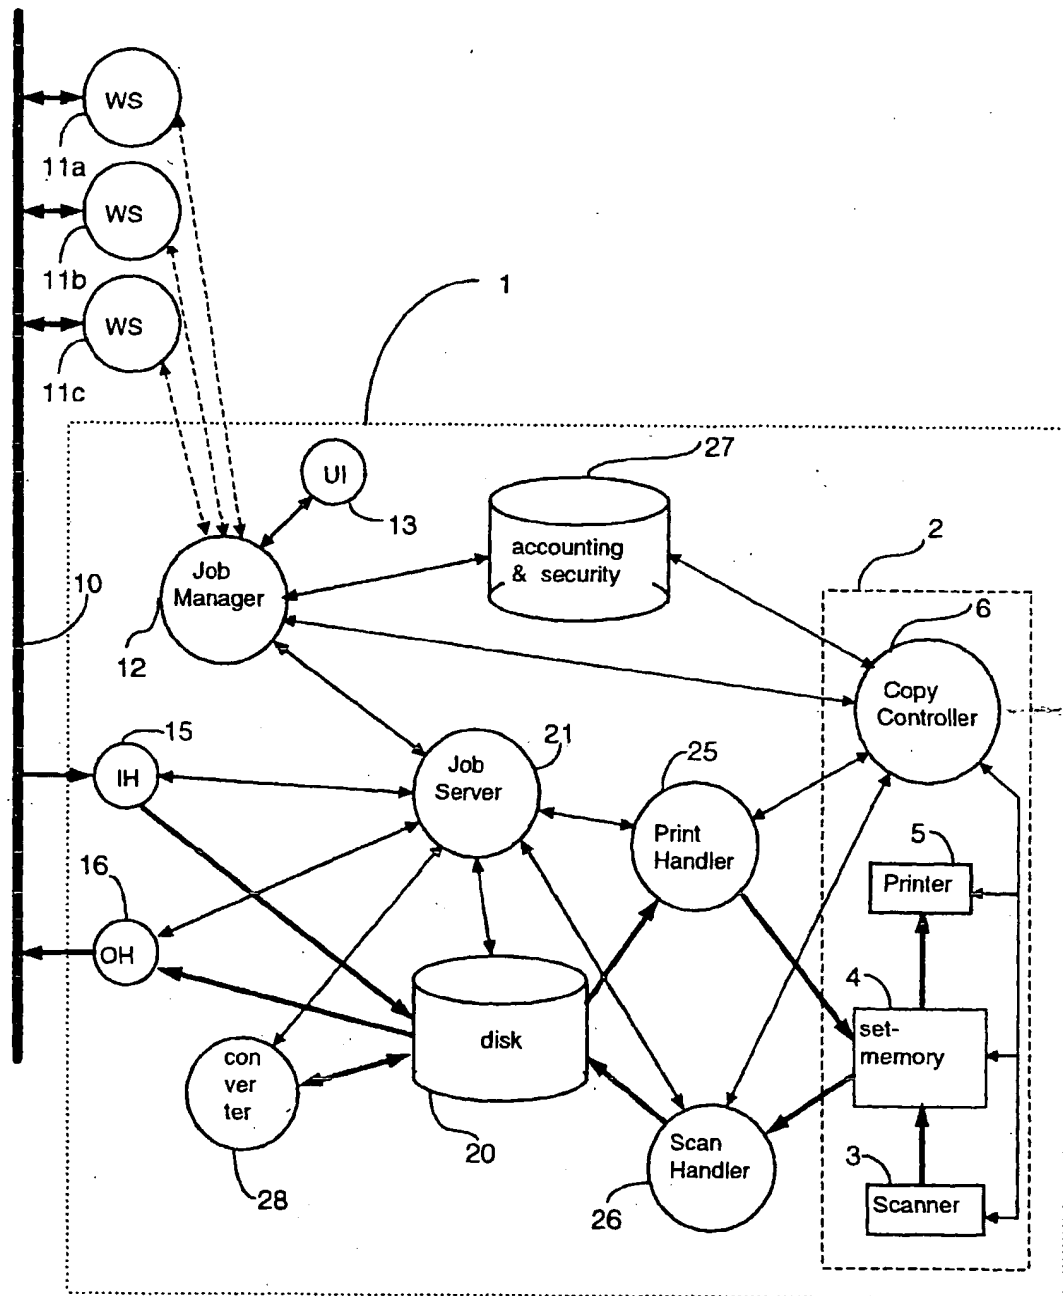 WS
11a
WS
11b
WS
11c
1
UI
13
27
accounting
& security
2
6
Job
Manager
10
12
Copy
Controller
15
IH
21
Job
Server
25
Print
Handler
5
Printer
16
OH
4
set-
memory
disk
con
ver
ter
20
28
Scan
Handler
26
3
Scanner